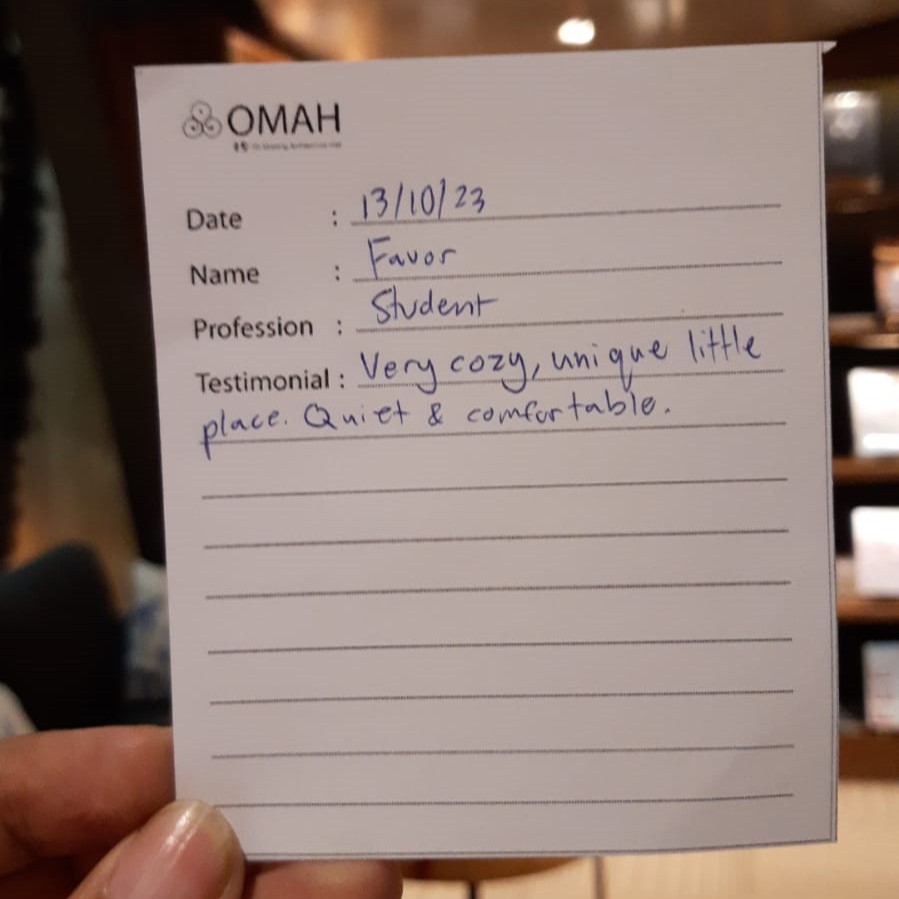 OMAH
Date : 13/10/23
Name : Favor
Profession : Student
Testimonial : Very cozy, unique little
place. Quiet & comfortable.